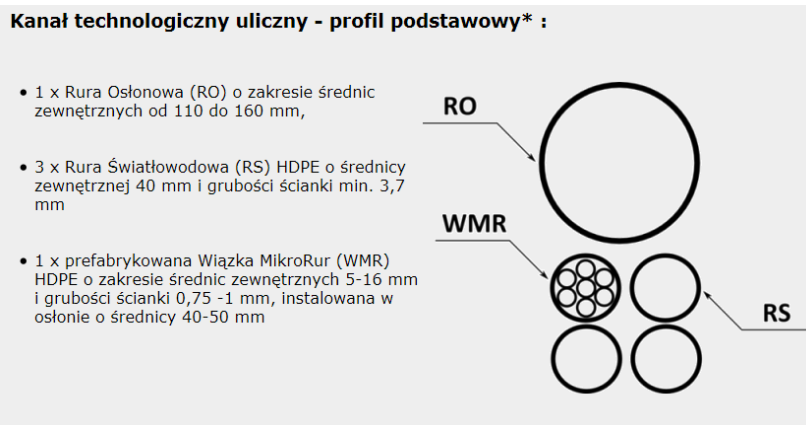 Kanał technologiczny uliczny - profil podstawowy* :
• 1 x Rura Osłonowa (RO) o zakresie średnic
zewnętrznych od 110 do 160 mm,
• 3 x Rura Światłowodowa (RS) HDPE o średnicy
zewnętrznej 40 mm i grubości ścianki min. 3,7
mm
• 1 x prefabrykowana Wiązka MikroRur (WMR)
HDPE o zakresie średnic zewnętrznych 5-16 mm
i grubości ścianki 0,75 -1 mm, instalowana w
osłonie o średnicy 40-50 mm
RO
WMR
RS